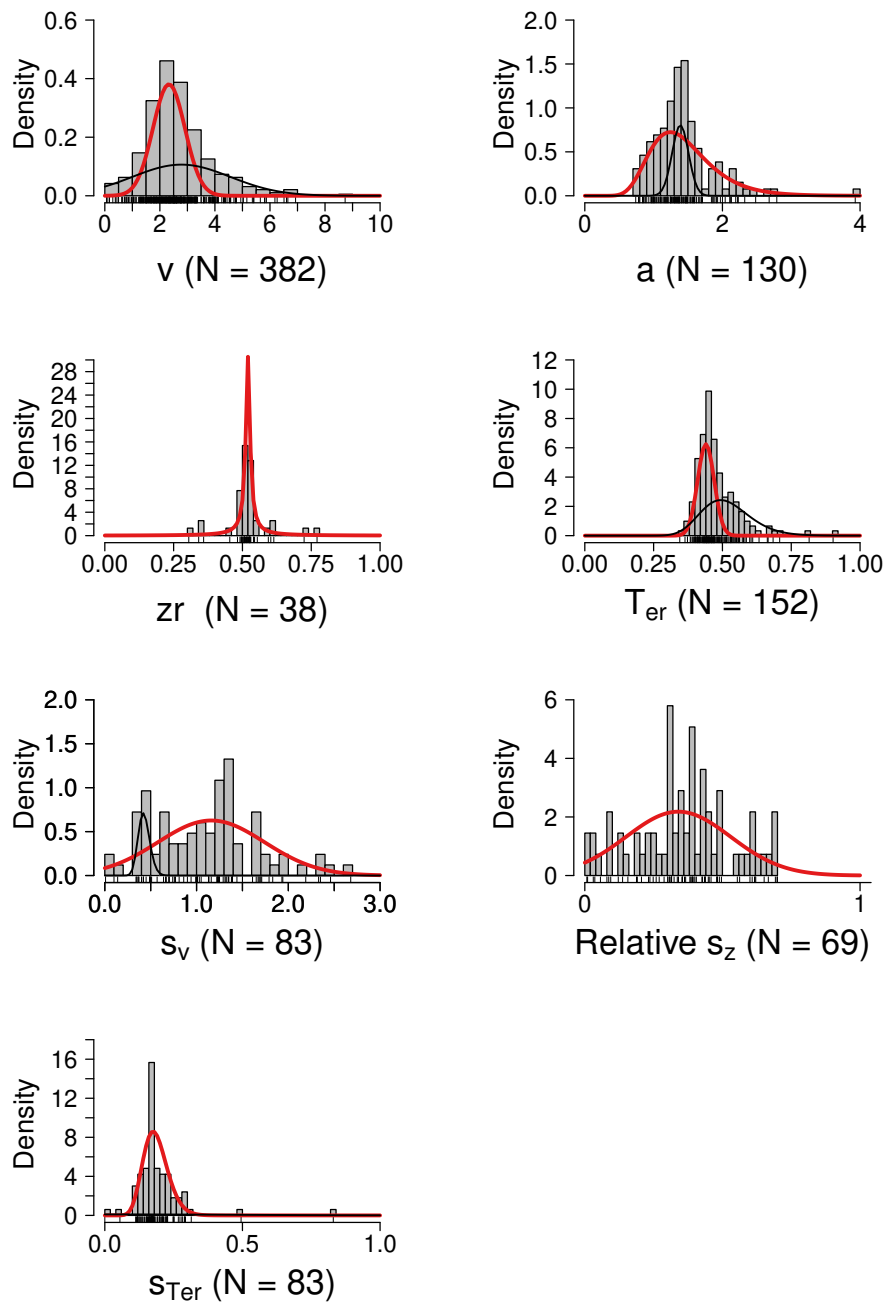 Density
0.6
0.4
0.2
0.0
0 2 4 6 8 10
v (N = 382)
Density
2.0
1.5
1.0
0.5
0.0
0 2 4
a (N = 130)
Density
28
24
20
16
12
8
4
0
0.00 0.25 0.50 0.75 1.00
zr (N = 38)
Density
12
10
8
6
4
2
0
0.00 0.25 0.50 0.75 1.00
T_er (N = 152)
Density
2.0
1.5
1.0
0.5
0.0
0.0 1.0 2.0 3.0
s_v (N = 83)
Density
6
4
2
0
0 1
Relative s_z (N = 69)
Density
16
12
8
4
0
0.0 0.5 1.0
s_Ter (N = 83)